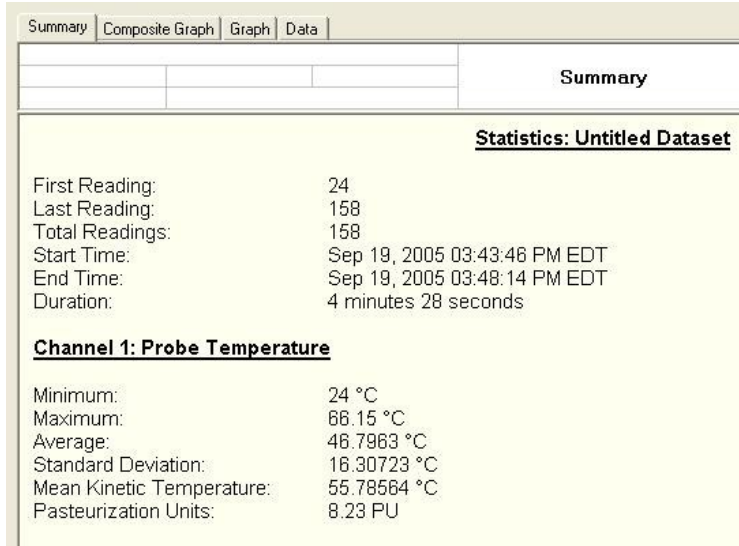 Summary Composite Graph Graph Data
Summary
Statistics: Untitled Dataset
First Reading: 24
Last Reading: 158
Total Readings: 158
Start Time: Sep 19, 2005 03:43:46 PM EDT
End Time: Sep 19, 2005 03:48:14 PM EDT
Duration: 4 minutes 28 seconds
Channel 1: Probe Temperature
Minimum: 24 °C
Maximum: 66.15 °C
Average: 46.7963 °C
Standard Deviation: 16.30723 °C
Mean Kinetic Temperature: 55.78564 °C
Pasteurization Units: 8.23 PU